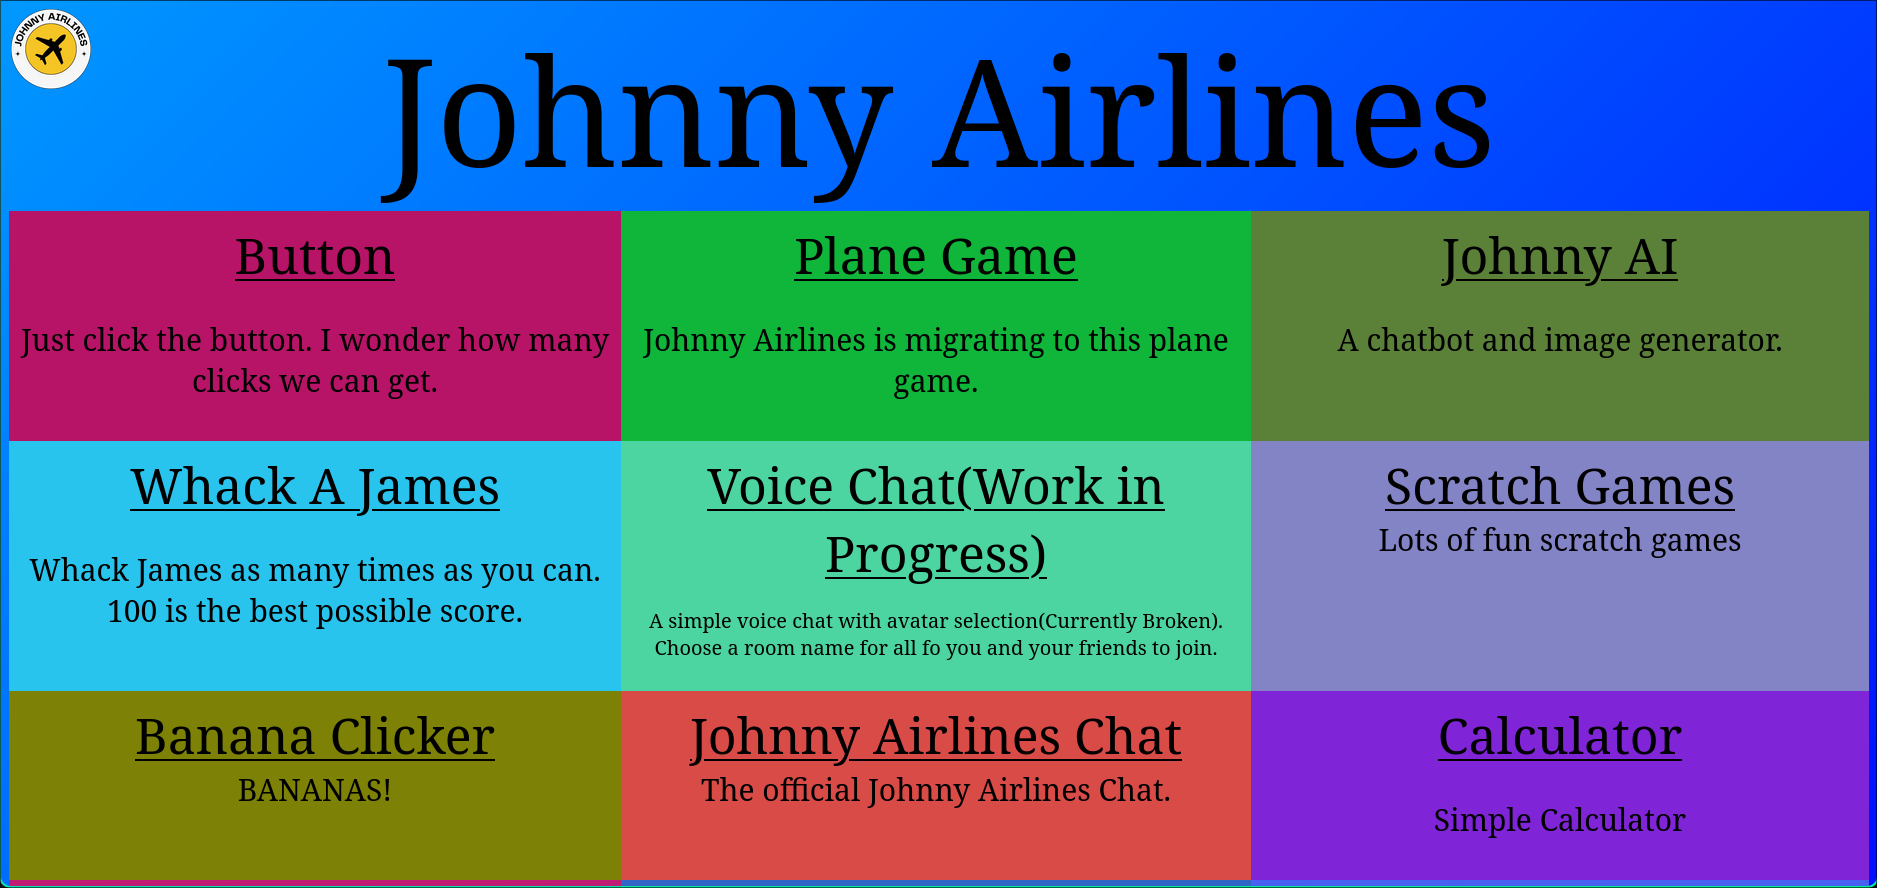 JOHNNY AIRLINES
Johnny Airlines
Button
Just click the button. I wonder how many
clicks we can get.
Plane Game
Johnny Airlines is migrating to this plane
game.
Johnny AI
A chatbot and image generator.
Whack A James
Whack James as many times as you can.
100 is the best possible score.
Voice Chat(Work in
Progress)
A simple voice chat with avatar selection(Currently Broken).
Choose a room name for all fo you and your friends to join.
Scratch Games
Lots of fun scratch games
Banana Clicker
BANANAS!
Johnny Airlines Chat
The official Johnny Airlines Chat.
Calculator
Simple Calculator